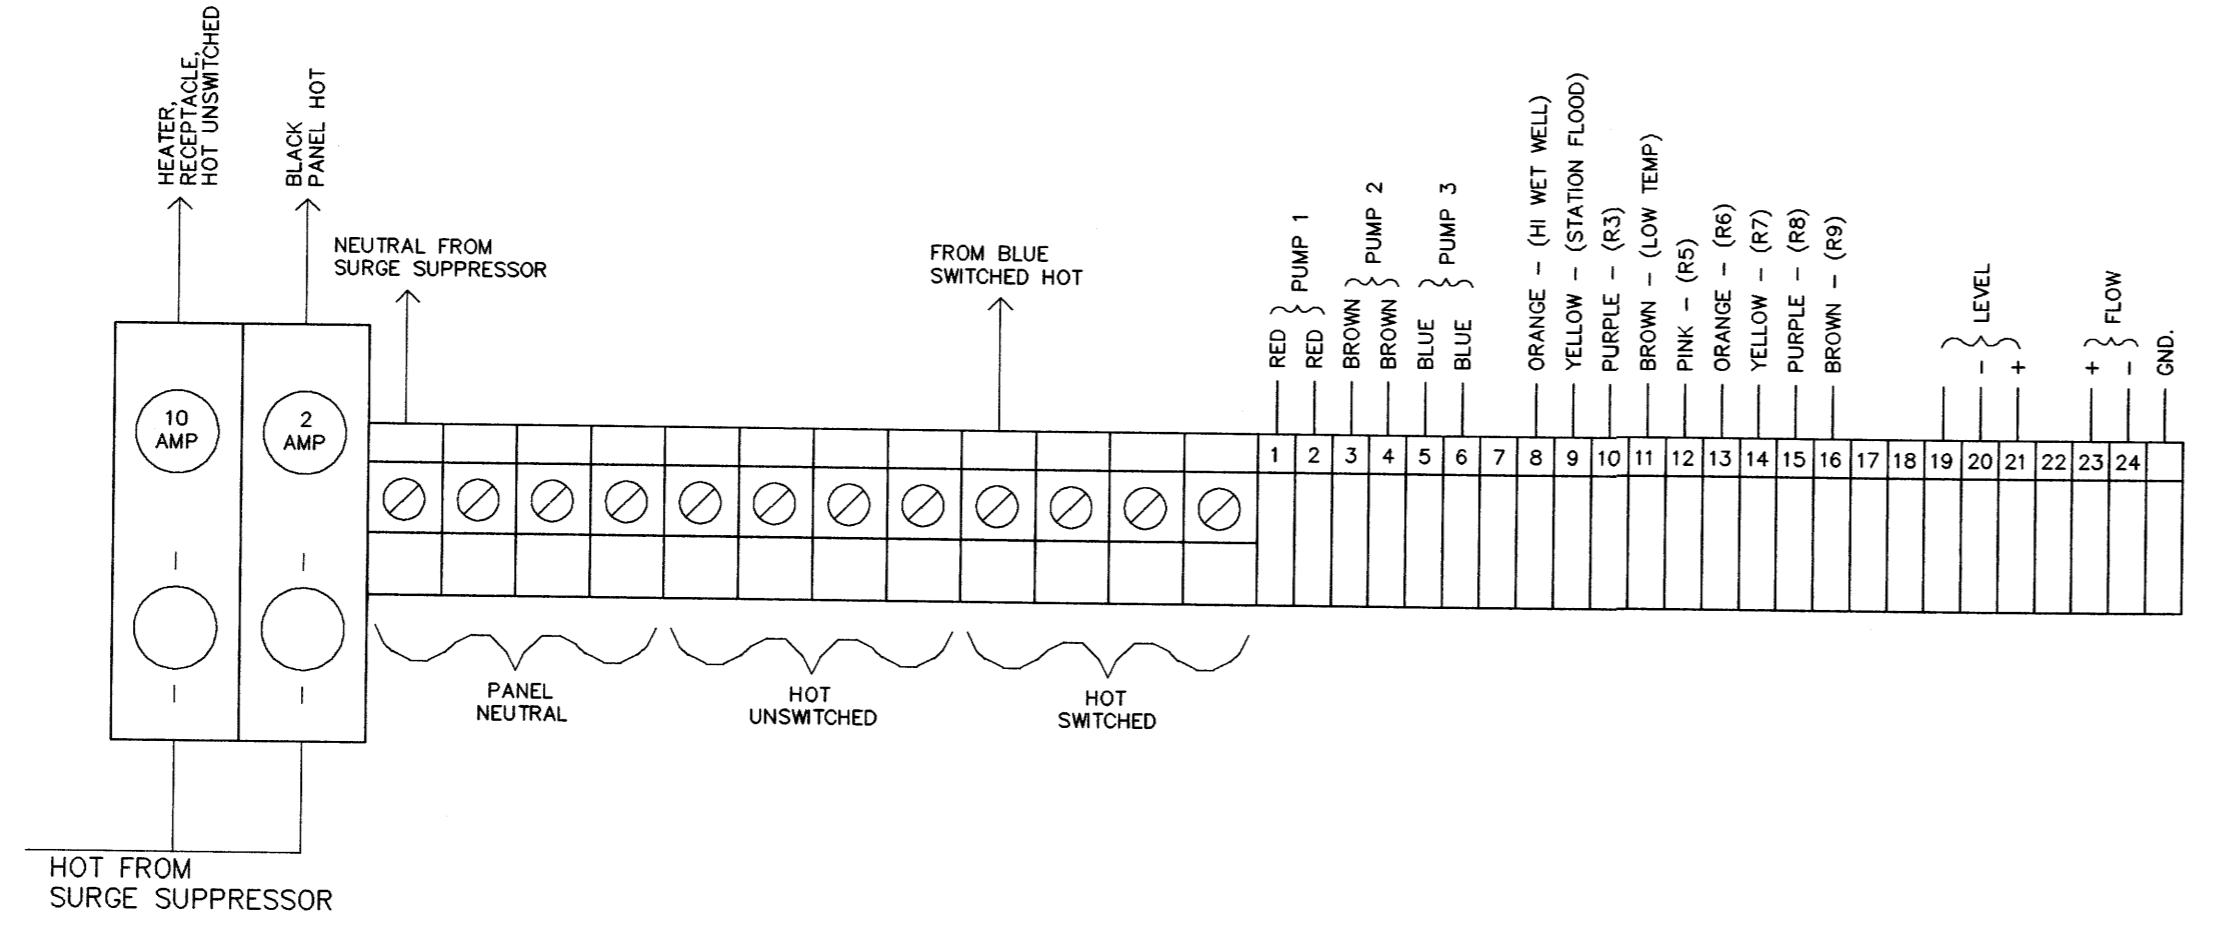 HEATER,
RECEPTACLE,
HOT UNSWITCHED
BLACK
PANEL HOT
NEUTRAL FROM
SURGE SUPPRESSOR
FROM BLUE
SWITCHED HOT
RED
RED
PUMP 1
BROWN
BROWN
PUMP 2
BLUE
BLUE
PUMP 3
ORANGE - (HI WET WELL)
YELLOW - (STATION FLOOD)
PURPLE - (R3)
BROWN - (LOW TEMP)
PINK - (R5)
ORANGE - (R6)
YELLOW - (R7)
PURPLE - (R8)
BROWN - (R9)
- +
LEVEL
+ -
FLOW
GND.
10
AMP
2
AMP
1 2 3 4 5 6 7 8 9 10 11 12 13 14 15 16 17 18 19 20 21 22 23 24
PANEL
NEUTRAL
HOT
UNSWITCHED
HOT
SWITCHED
HOT FROM
SURGE SUPPRESSOR